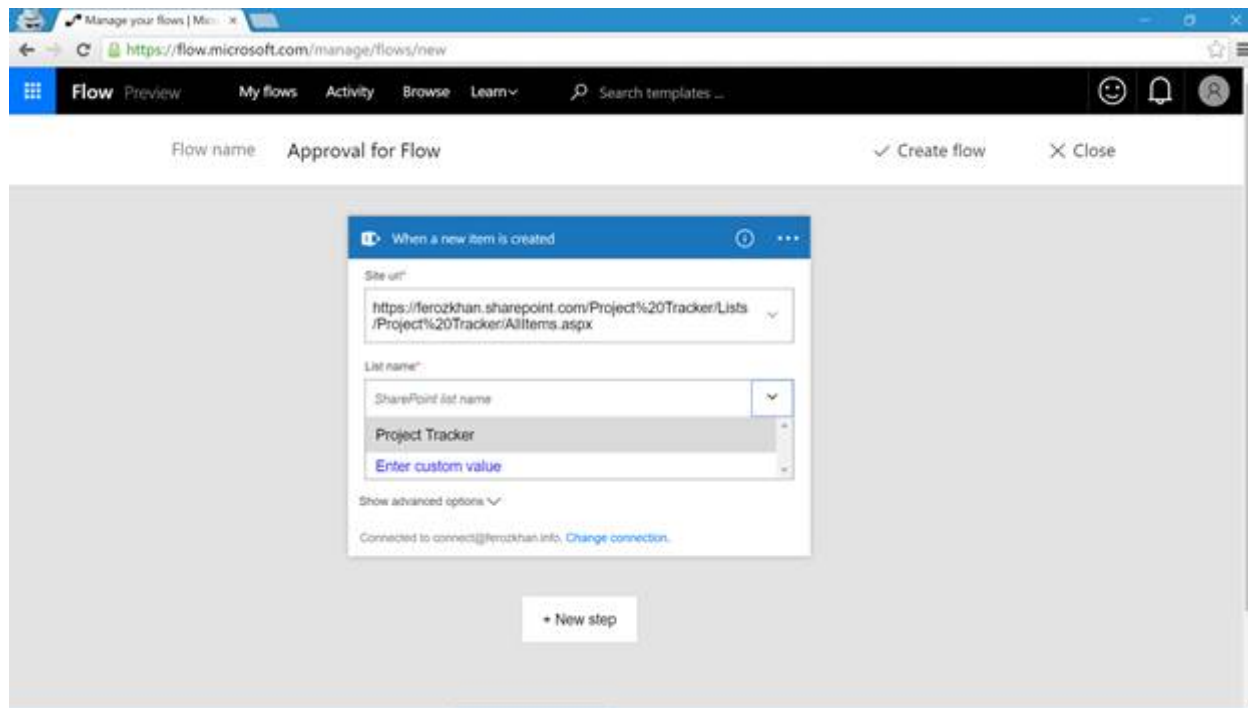 Manage your flows | Mic
https://flow.microsoft.com/manage/flows/new
Flow Preview My flows Activity Browse Learn Search templates ...
Flow name Approval for Flow Create flow Close
When a new item is created
Site url*
https://ferozkhan.sharepoint.com/Project%20Tracker/Lists
/Project%20Tracker/AllItems.aspx
List name*
SharePoint list name
Project Tracker
Enter custom value
Show advanced options
Connected to connect@ferozkhan.info. Change connection.
+ New step